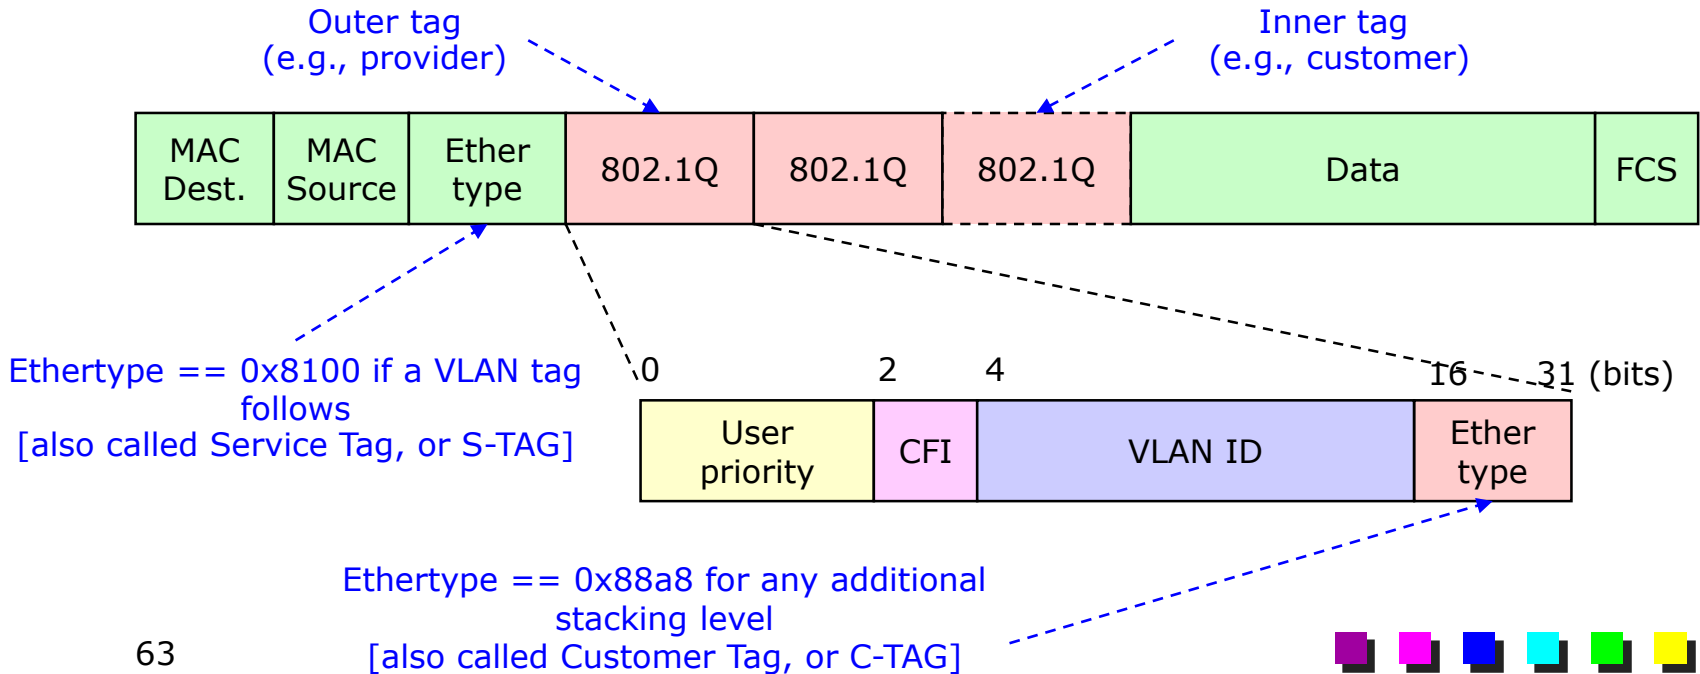 Outer tag
(e.g., provider)
Inner tag
(e.g., customer)
MAC
Dest.
MAC
Source
Ether
type
802.1Q
802.1Q
802.1Q
Data
FCS
Ethertype == 0x8100 if a VLAN tag
follows
[also called Service Tag, or S-TAG]
0 2 4 16 31 (bits)
User
priority
CFI
VLAN ID
Ether
type
Ethertype == 0x88a8 for any additional
stacking level
[also called Customer Tag, or C-TAG]
63